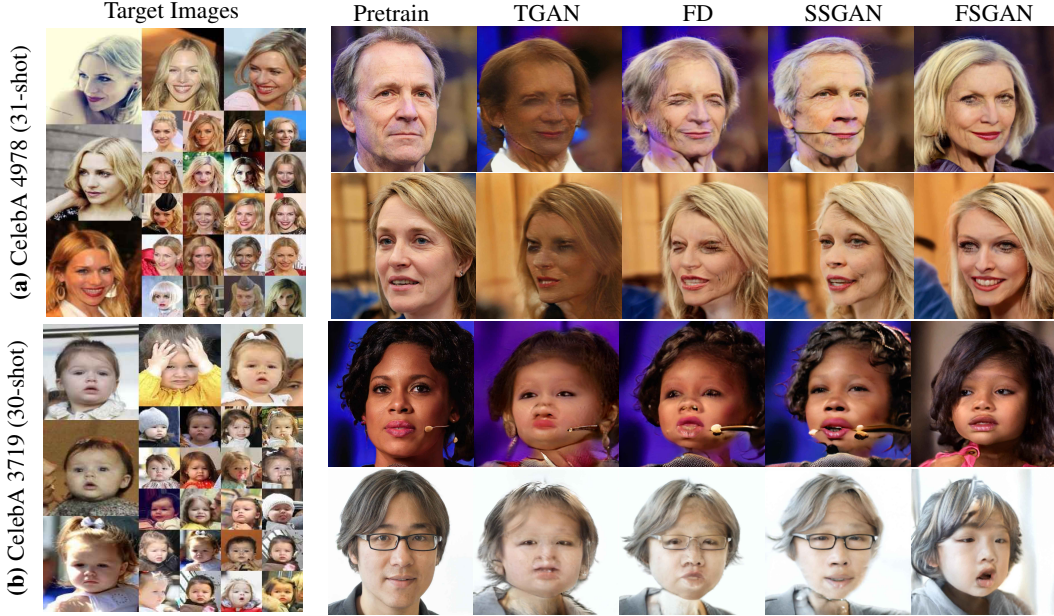 Target Images
Pretrain TGAN FD SSGAN FSGAN
(a) CelebA 4978 (31-shot)
(b) CelebA 3719 (30-shot)